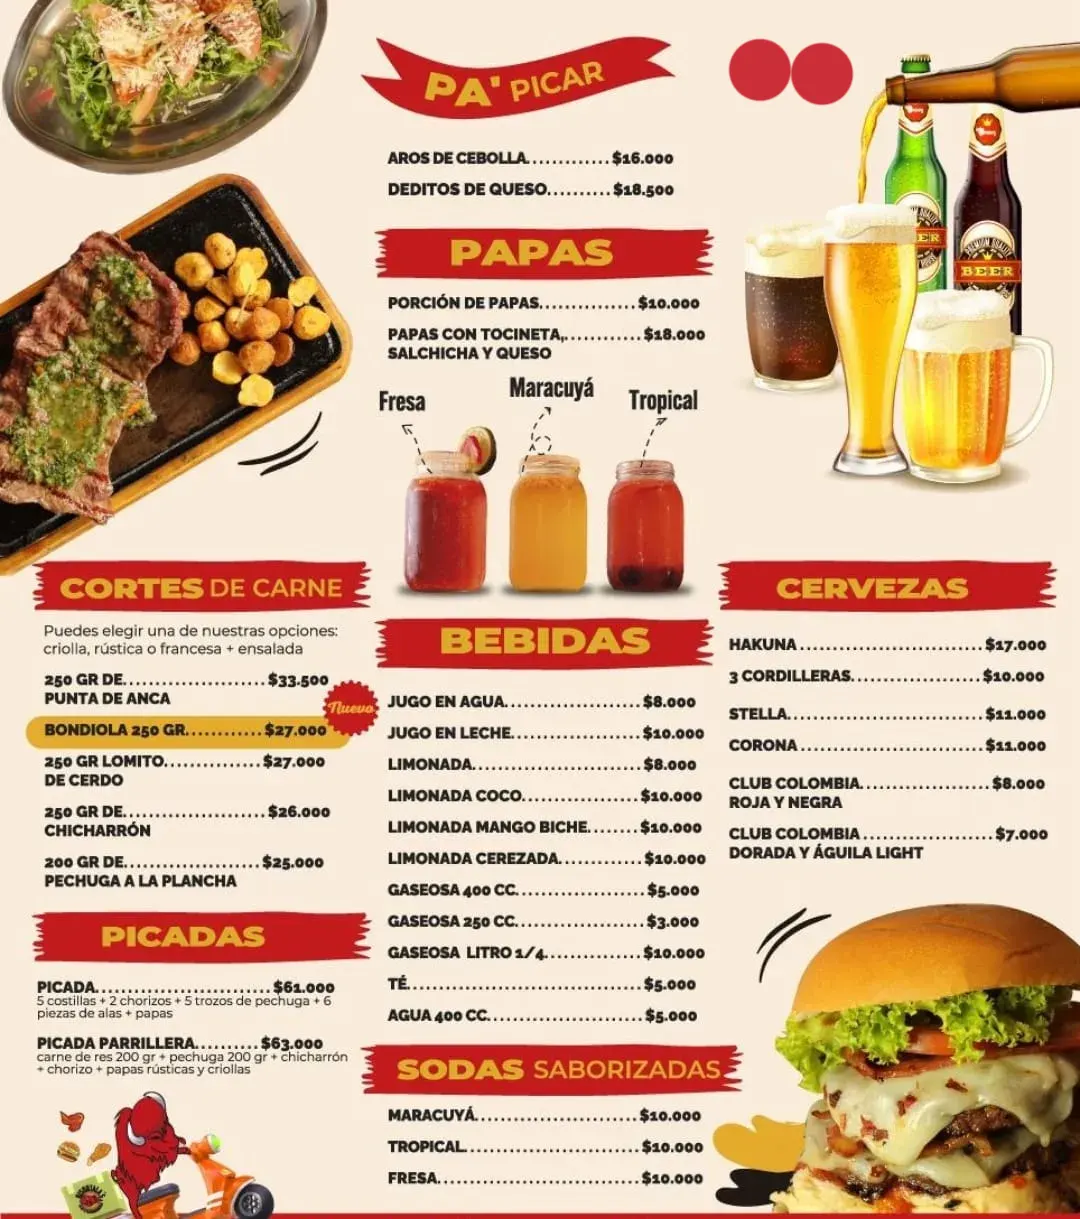 PA' PICAR
AROS DE CEBOLLA............$16.000
DEDITOS DE QUESO.........$18.500
PAPAS
PORCIÓN DE PAPAS..............$10.000
PAPAS CON TOCINETA,...........$18.000
SALCHICHA Y QUESO
Fresa
Maracuyá
Tropical
BEER
PREMIUM QUALITY
BEER
CORTES DE CARNE
Puedes elegir una de nuestras opciones:
criolla, rústica o francesa + ensalada
250 GR DE.....................$33.500
PUNTA DE ANCA
Nuevo
BONDIOLA 250 GR............$27.000
250 GR LOMITO..............$27.000
DE CERDO
250 GR DE.....................$26.000
CHICHARRÓN
200 GR DE....................$25.000
PECHUGA A LA PLANCHA
PICADAS
PICADA..........................$61.000
5 costillas + 2 chorizos + 5 trozos de pechuga + 6
piezas de alas + papas
PICADA PARRILLERA..........$63.000
carne de res 200 gr + pechuga 200 gr + chicharrón
+ chorizo + papas rústicas y criollas
BEBIDAS
JUGO EN AGUA....................$8.000
JUGO EN LECHE...................$10.000
LIMONADA.........................$8.000
LIMONADA COCO.................$10.000
LIMONADA MANGO BICHE.......$10.000
LIMONADA CEREZADA............$10.000
GASEOSA 400 CC...................$5.000
GASEOSA 250 CC...................$3.000
GASEOSA LITRO 1/4..............$10.000
TÉ...................................$5.000
AGUA 400 CC......................$5.000
SODAS SABORIZADAS
MARACUYÁ........................$10.000
TROPICAL..........................$10.000
FRESA..............................$10.000
CERVEZAS
HAKUNA...........................$17.000
3 CORDILLERAS...................$10.000
STELLA............................$11.000
CORONA...........................$11.000
CLUB COLOMBIA...................$8.000
ROJA Y NEGRA
CLUB COLOMBIA...................$7.000
DORADA Y ÁGUILA LIGHT